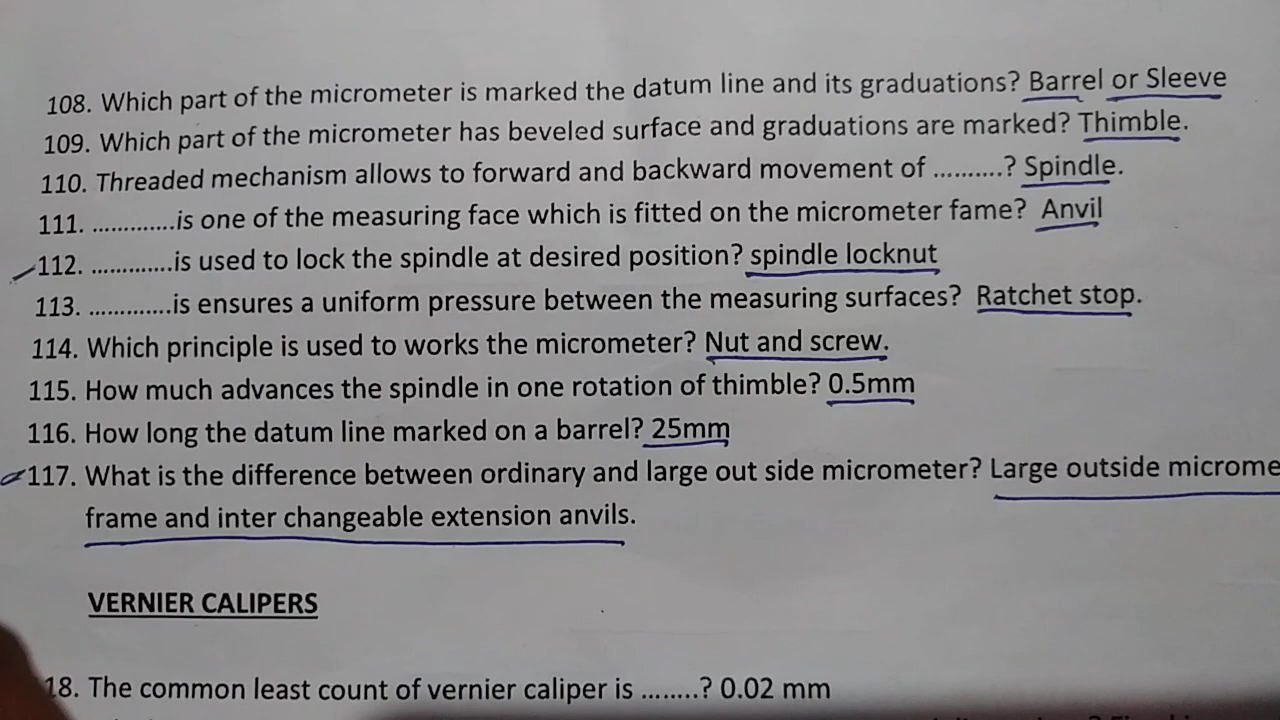 108. Which part of the micrometer is marked the datum line and its graduations? Barrel or Sleeve
109. Which part of the micrometer has beveled surface and graduations are marked? Thimble.
110. Threaded mechanism allows to forward and backward movement of ..........? Spindle.
111. .............is one of the measuring face which is fitted on the micrometer fame? Anvil
112. .............is used to lock the spindle at desired position? spindle locknut
113. .............is ensures a uniform pressure between the measuring surfaces? Ratchet stop.
114. Which principle is used to works the micrometer? Nut and screw.
115. How much advances the spindle in one rotation of thimble? 0.5mm
116. How long the datum line marked on a barrel? 25mm
117. What is the difference between ordinary and large out side micrometer? Large outside microme
frame and inter changeable extension anvils.
VERNIER CALIPERS
18. The common least count of vernier caliper is ........? 0.02 mm